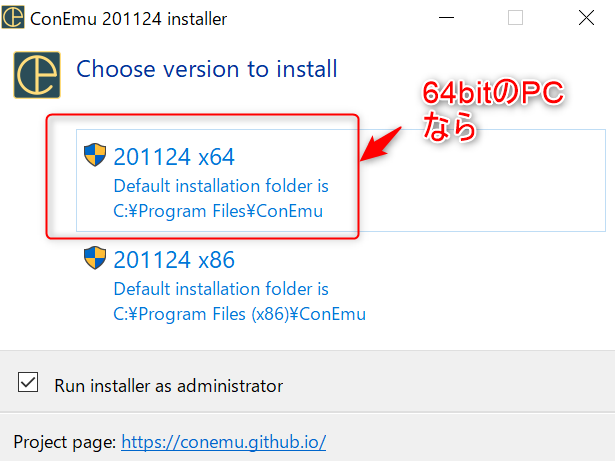 ConEmu 201124 installer
Choose version to install
64bitのPC
なら
201124 x64
Default installation folder is
C:¥Program Files¥ConEmu
201124 x86
Default installation folder is
C:¥Program Files (x86)¥ConEmu
Run installer as administrator
Project page: https://conemu.github.io/